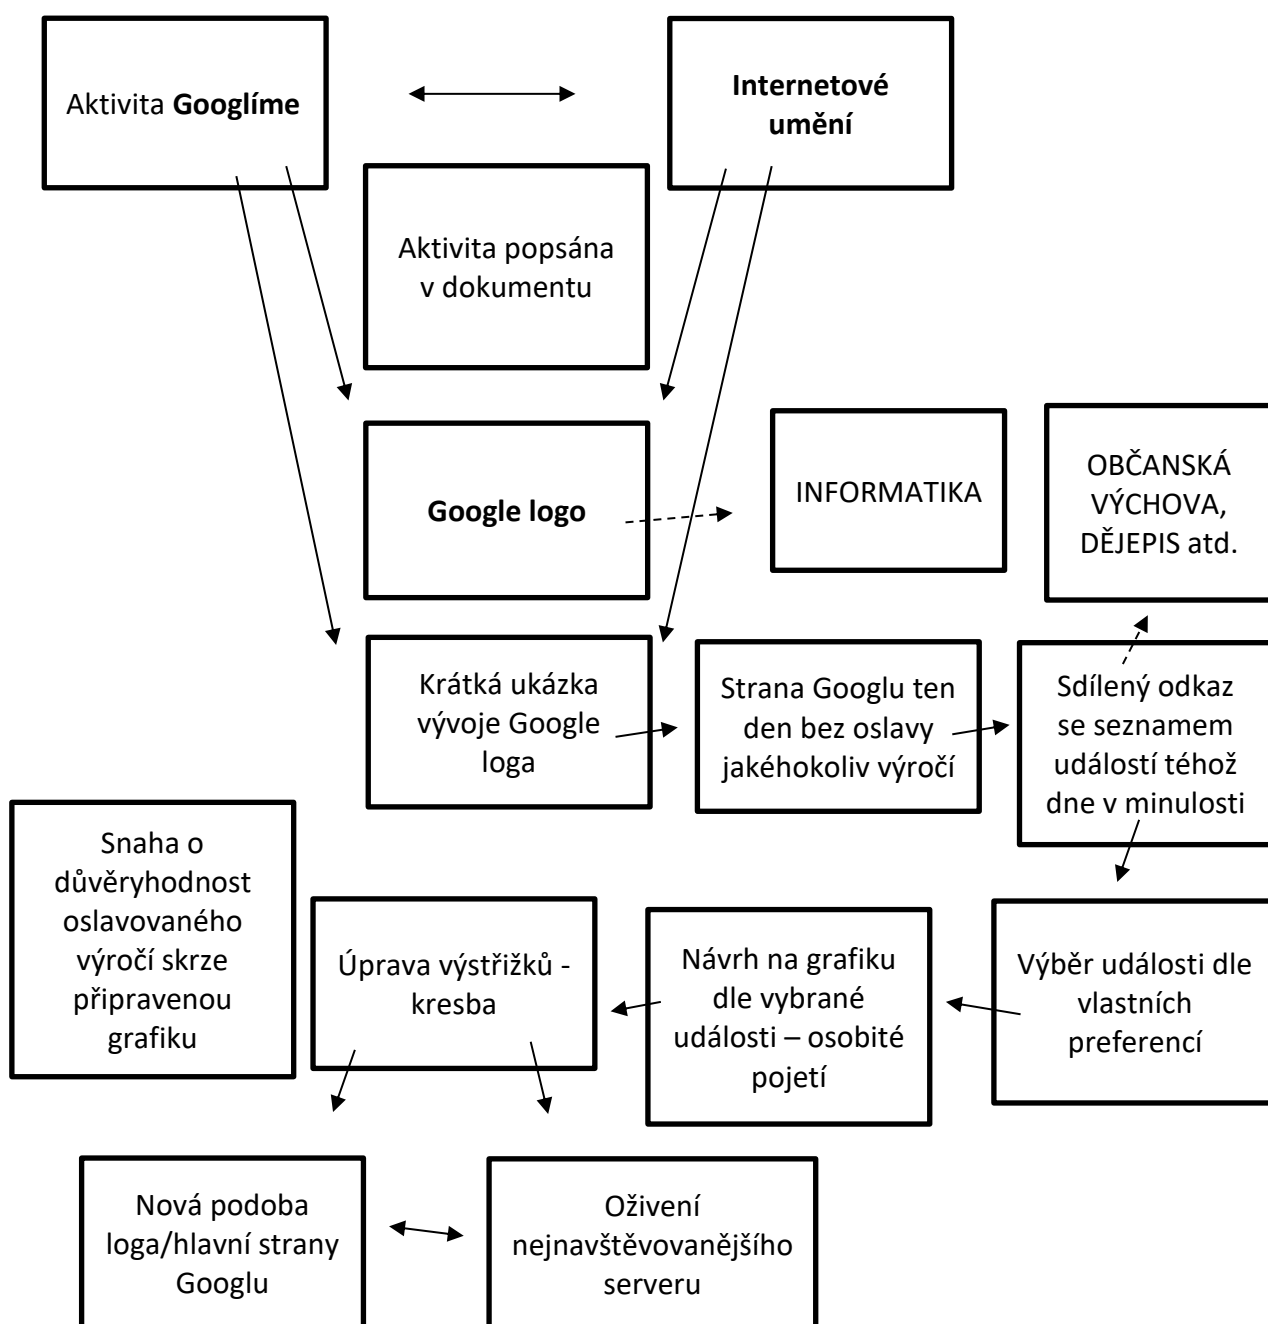 Aktivita Googlíme
Internetové
umění
Aktivita popsána
v dokumentu
Google logo
INFORMATIKA
OBČANSKÁ
VÝCHOVA,
DĚJEPIS atd.
Krátká ukázka
vývoje Google
loga
Strana Googlu ten
den bez oslavy
jakéhokoliv výročí
Sdílený odkaz
se seznamem
událostí téhož
dne v minulosti
Snaha o
důvěryhodnost
oslavovaného
výročí skrze
připravenou
grafiku
Úprava výstřižků -
kresba
Návrh na grafiku
dle vybrané
události – osobité
pojetí
Výběr události dle
vlastních
preferencí
Nová podoba
loga/hlavní strany
Googlu
Oživení
nejnavštěvovanějšího
serveru